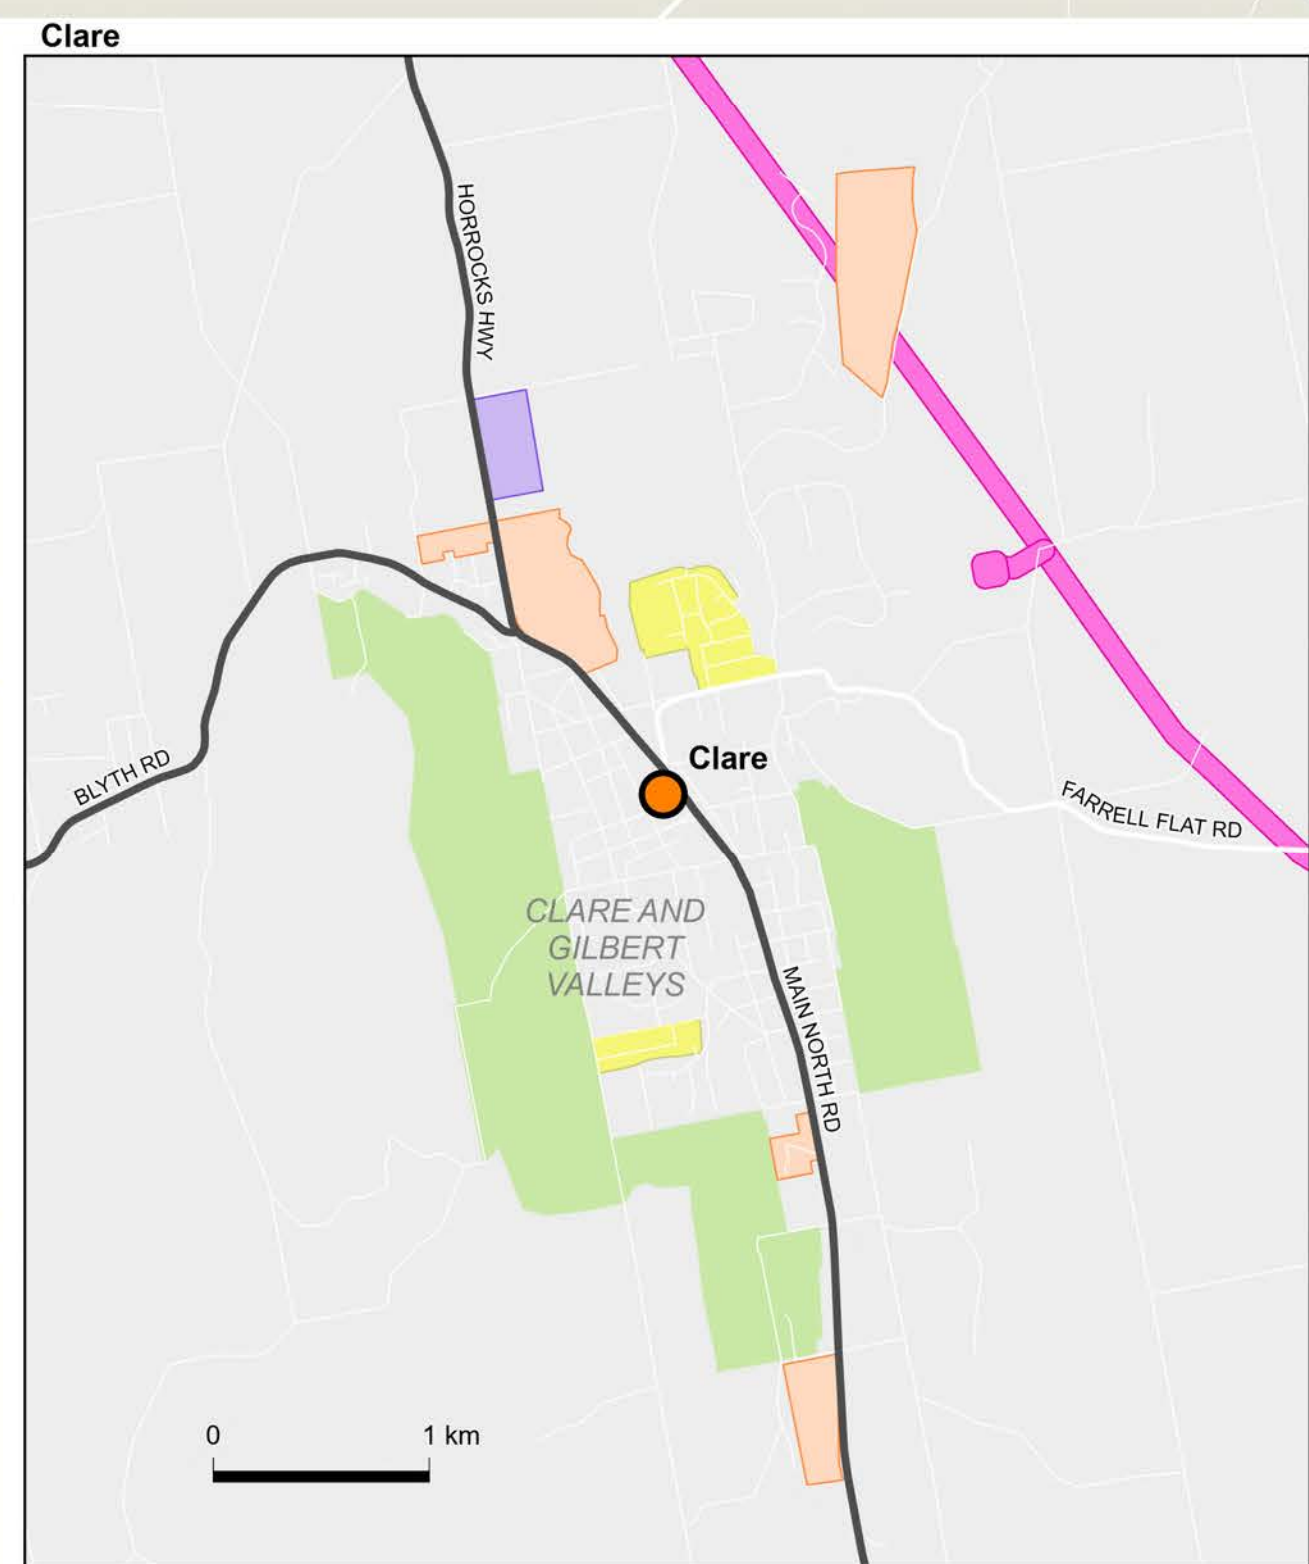 Clare
HORROCKS HWY
BLYTH RD
Clare
FARRELL FLAT RD
CLARE AND
GILBERT
VALLEYS
MAIN NORTH RD
0 1 km